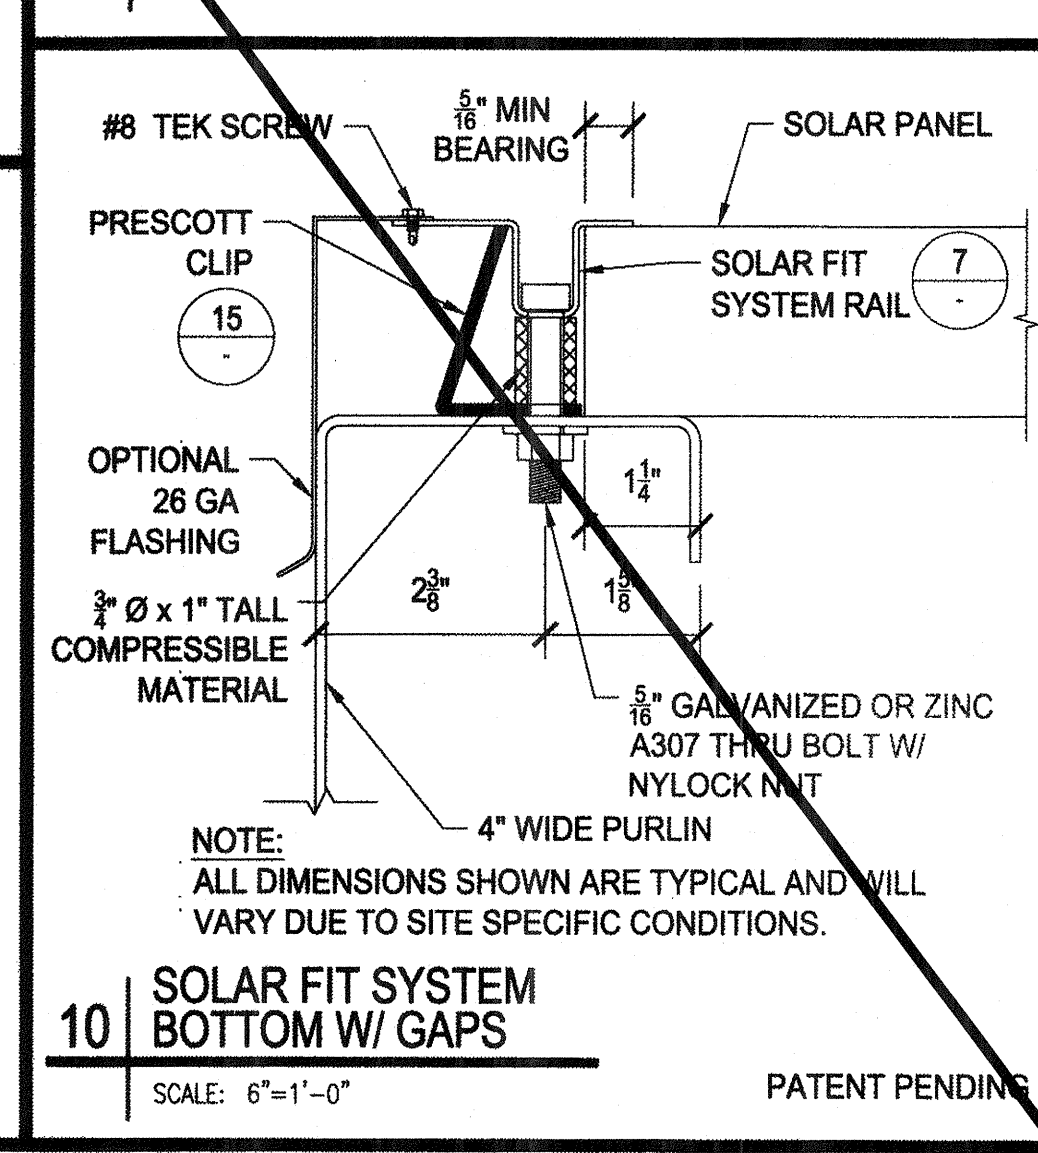 #8 TEK SCREW
5/16" MIN
BEARING
SOLAR PANEL
PRESCOTT
CLIP
15
-
SOLAR FIT
SYSTEM RAIL
7
-
OPTIONAL
26 GA
FLASHING
1 1/4"
2 3/8"
1 5/8"
3/4" Ø x 1" TALL
COMPRESSIBLE
MATERIAL
5/16" GALVANIZED OR ZINC
A307 THRU BOLT W/
NYLOCK NUT
4" WIDE PURLIN
NOTE:
ALL DIMENSIONS SHOWN ARE TYPICAL AND WILL
VARY DUE TO SITE SPECIFIC CONDITIONS.
10
SOLAR FIT SYSTEM
BOTTOM W/ GAPS
SCALE: 6"=1'-0"
PATENT PENDING